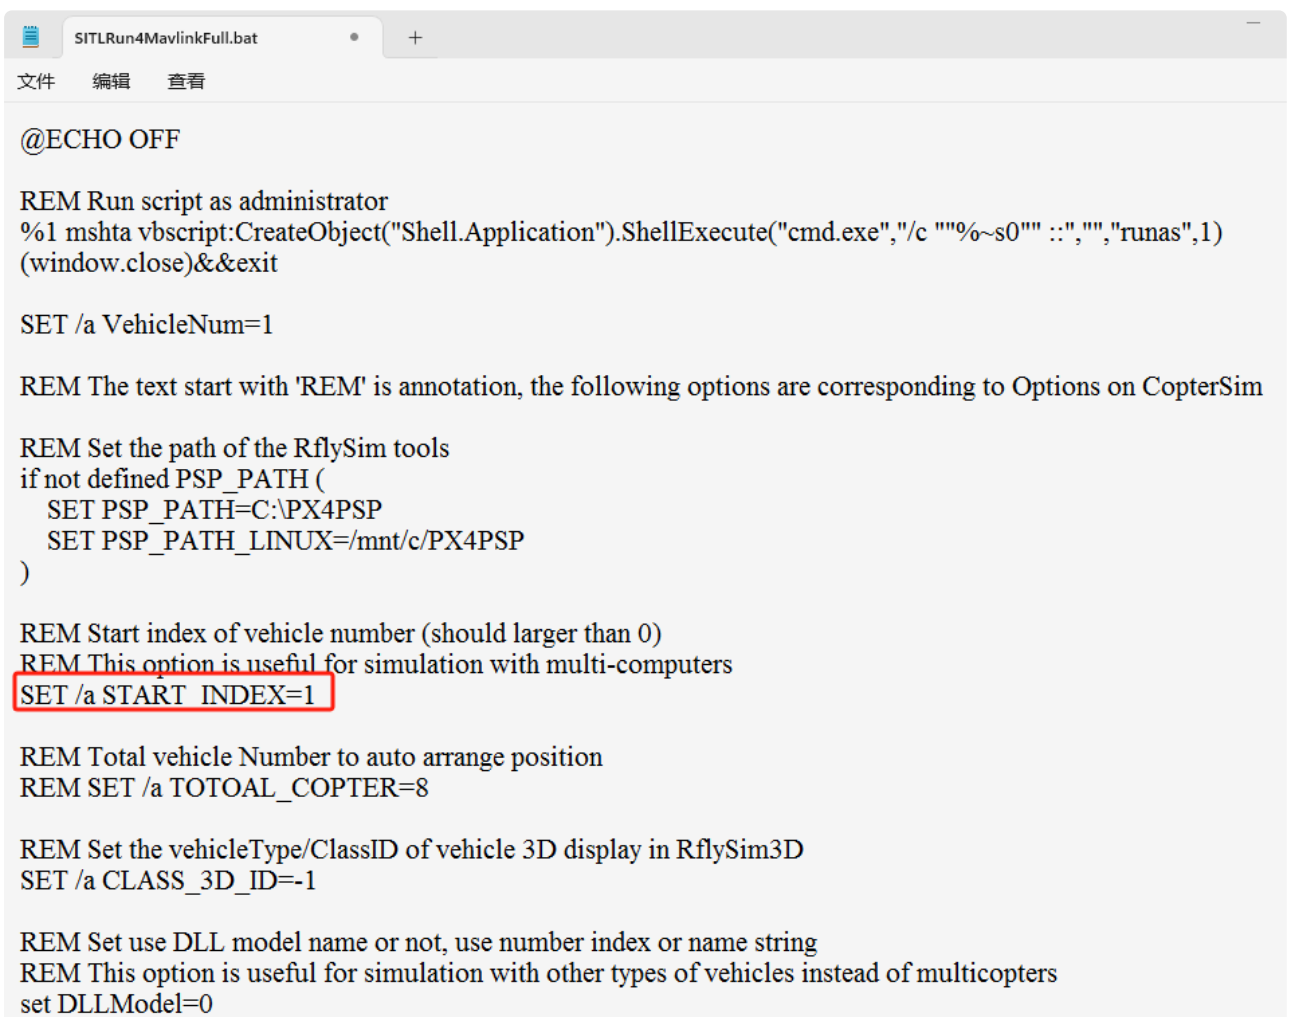 SITLRun4MavlinkFull.bat
文件 编辑 查看
@ECHO OFF
REM Run script as administrator
%1 mshta vbscript:CreateObject("Shell.Application").ShellExecute("cmd.exe","/c ""%~s0"" ::","","runas",1)
(window.close)&&exit
SET /a VehicleNum=1
REM The text start with 'REM' is annotation, the following options are corresponding to Options on CopterSim
REM Set the path of the RflySim tools
if not defined PSP_PATH (
SET PSP_PATH=C:\PX4PSP
SET PSP_PATH_LINUX=/mnt/c/PX4PSP
)
REM Start index of vehicle number (should larger than 0)
REM This option is useful for simulation with multi-computers
SET /a START_INDEX=1
REM Total vehicle Number to auto arrange position
REM SET /a TOTOAL_COPTER=8
REM Set the vehicleType/ClassID of vehicle 3D display in RflySim3D
SET /a CLASS_3D_ID=-1
REM Set use DLL model name or not, use number index or name string
REM This option is useful for simulation with other types of vehicles instead of multicopters
set DLLModel=0